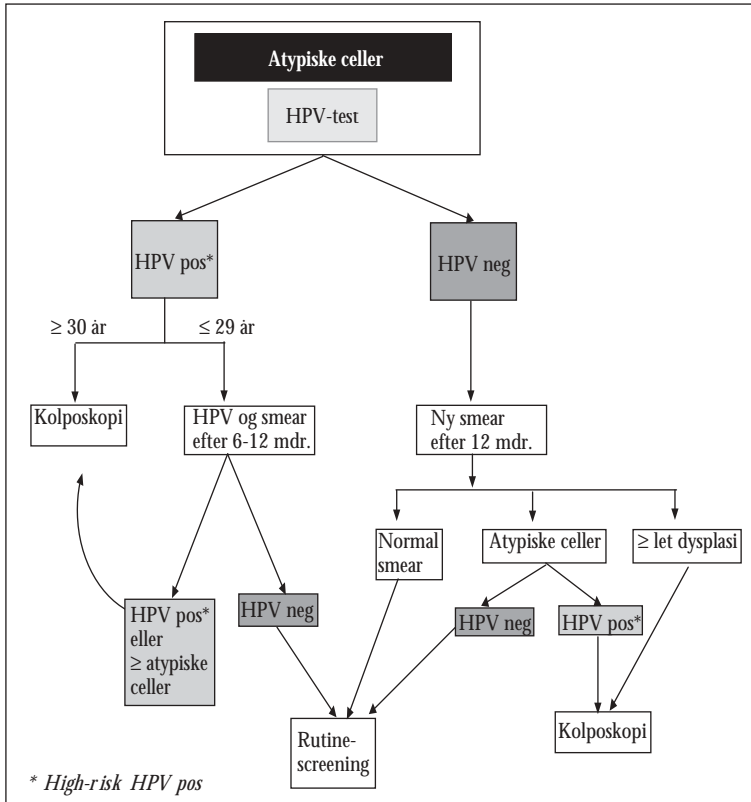 Atypiske celler
HPV-test
HPV pos*
HPV neg
≥ 30 år
≤ 29 år
Kolposkopi
HPV og smear
efter 6-12 mdr.
Ny smear
efter 12 mdr.
Normal
smear
Atypiske celler
≥ let dysplasi
HPV pos*
eller
≥ atypiske
celler
HPV neg
HPV neg
HPV pos*
Rutine-
screening
Kolposkopi
* High-risk HPV pos